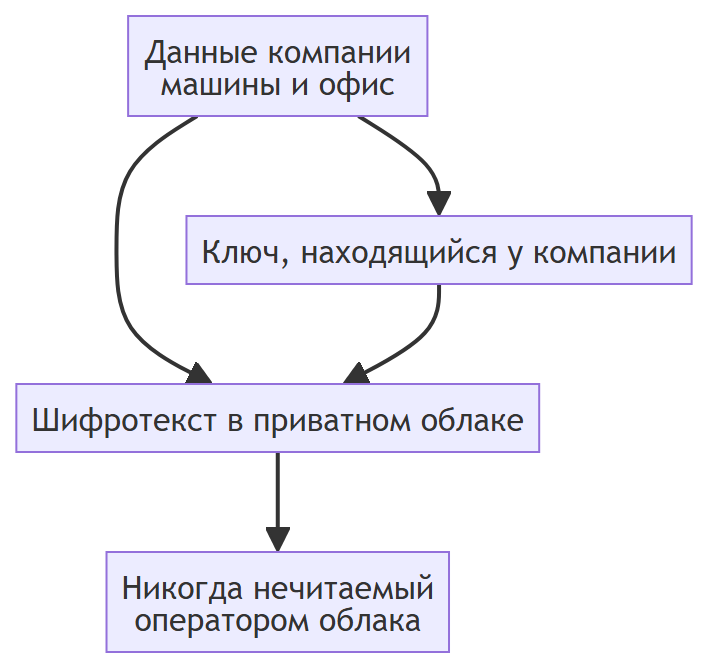 Данные компании
машины и офис
Ключ, находящийся у компании
Шифротекст в приватном облаке
Никогда нечитаемый
оператором облака